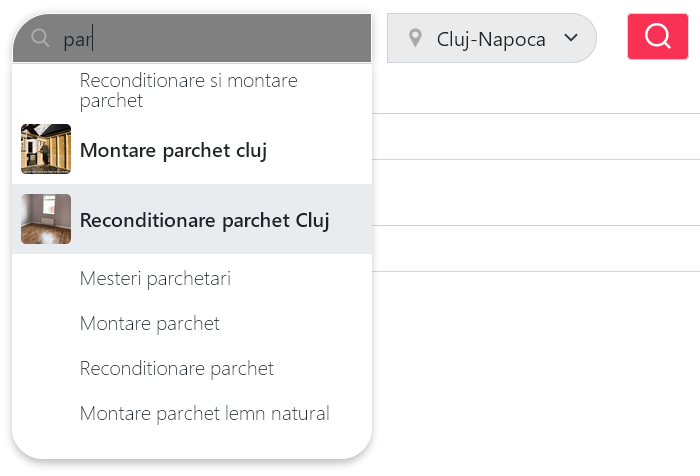 par
Cluj-Napoca
Reconditionare si montare
parchet
Montare parchet cluj
Reconditionare parchet Cluj
Mesteri parchetari
Montare parchet
Reconditionare parchet
Montare parchet lemn natural